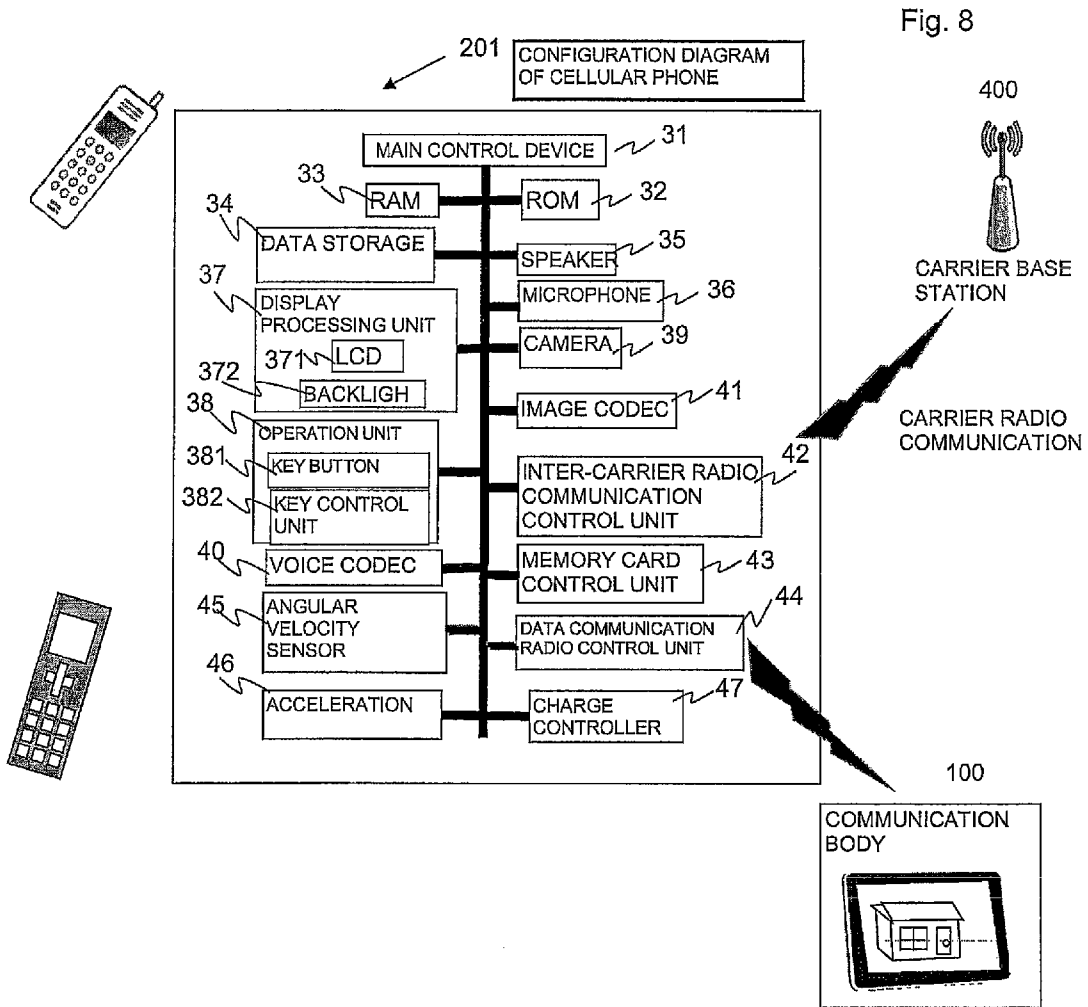 Fig. 8
201
CONFIGURATION DIAGRAM
OF CELLULAR PHONE
400
MAIN CONTROL DEVICE
31
33
RAM
ROM
32
34
DATA STORAGE
SPEAKER
35
37
DISPLAY
PROCESSING UNIT
MICROPHONE
36
371
LCD
CAMERA
39
372
BACKLIGH
IMAGE CODEC
41
CARRIER BASE
STATION
CARRIER RADIO
COMMUNICATION
38
OPERATION UNIT
381
KEY BUTTON
382
KEY CONTROL
UNIT
INTER-CARRIER RADIO
COMMUNICATION
CONTROL UNIT
42
40
VOICE CODEC
MEMORY CARD
CONTROL UNIT
43
45
ANGULAR
VELOCITY
SENSOR
DATA COMMUNICATION
RADIO CONTROL UNIT
44
46
ACCELERATION
CHARGE
CONTROLLER
47
100
COMMUNICATION
BODY